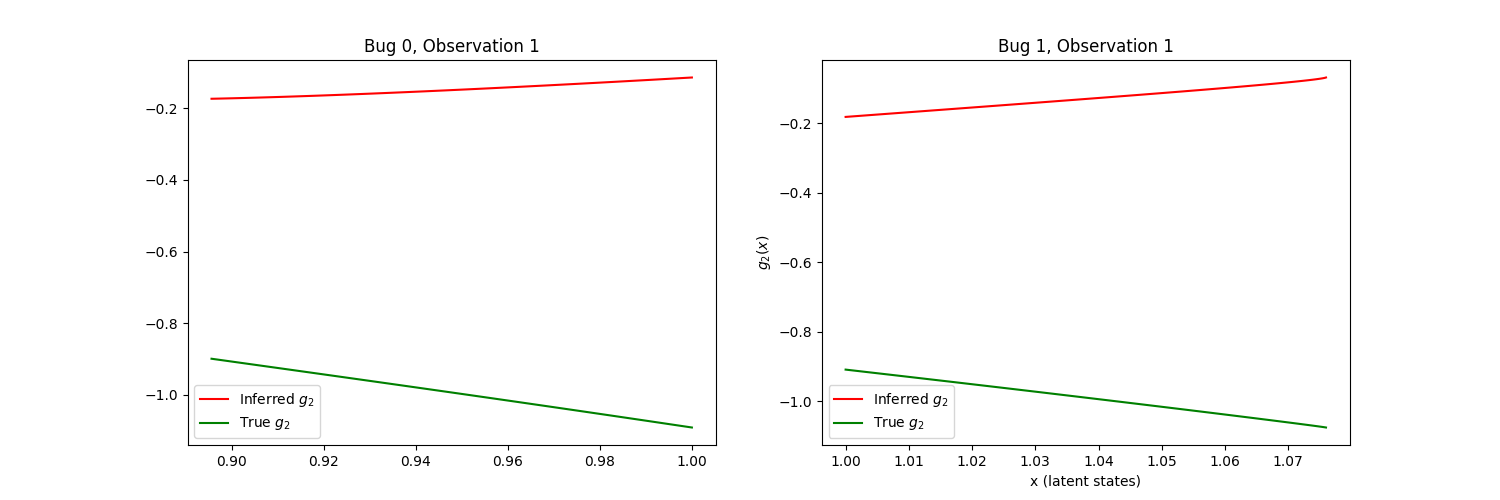 Bug 0, Observation 1
−0.2
−0.4
−0.6
−0.8
−1.0
Inferred g₂
True g₂
0.90 0.92 0.94 0.96 0.98 1.00
Bug 1, Observation 1
g₂(x)
−0.2
−0.4
−0.6
−0.8
−1.0
Inferred g₂
True g₂
1.00 1.01 1.02 1.03 1.04 1.05 1.06 1.07
x (latent states)